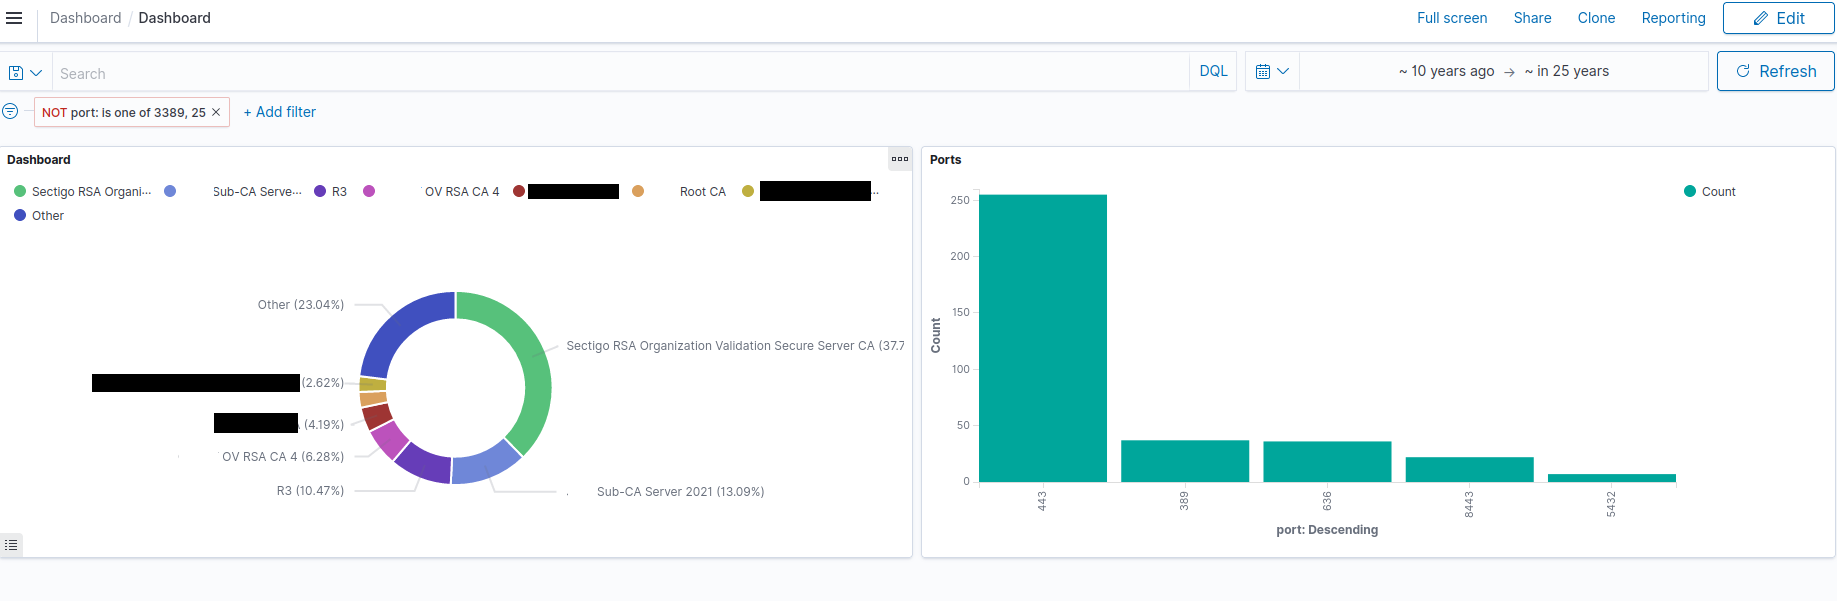 Dashboard / Dashboard
Full screen Share Clone Reporting Edit
Search DQL ~ 10 years ago → ~ in 25 years Refresh
NOT port: is one of 3389, 25 × + Add filter
Dashboard
Sectigo RSA Organi··· Sub-CA Serve··· R3 OV RSA CA 4 Root CA ···
Other
Other (23.04%)
Sectigo RSA Organization Validation Secure Server CA (37.7
(2.62%)
(4.19%)
OV RSA CA 4 (6.28%)
R3 (10.47%)
Sub-CA Server 2021 (13.09%)
Ports
Count
250
200
150
100
50
0
Count
443 389 636 8443 5432
port: Descending